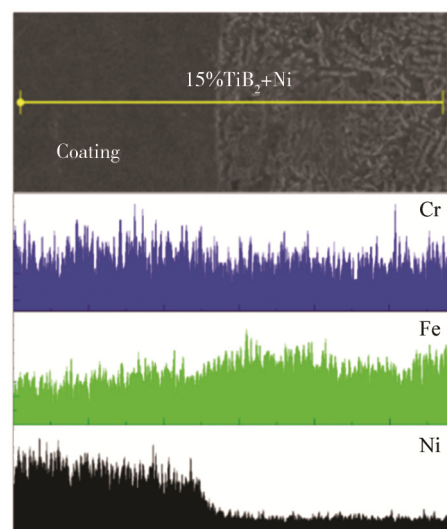 15%TiB₂+Ni
Coating
Cr
Fe
Ni